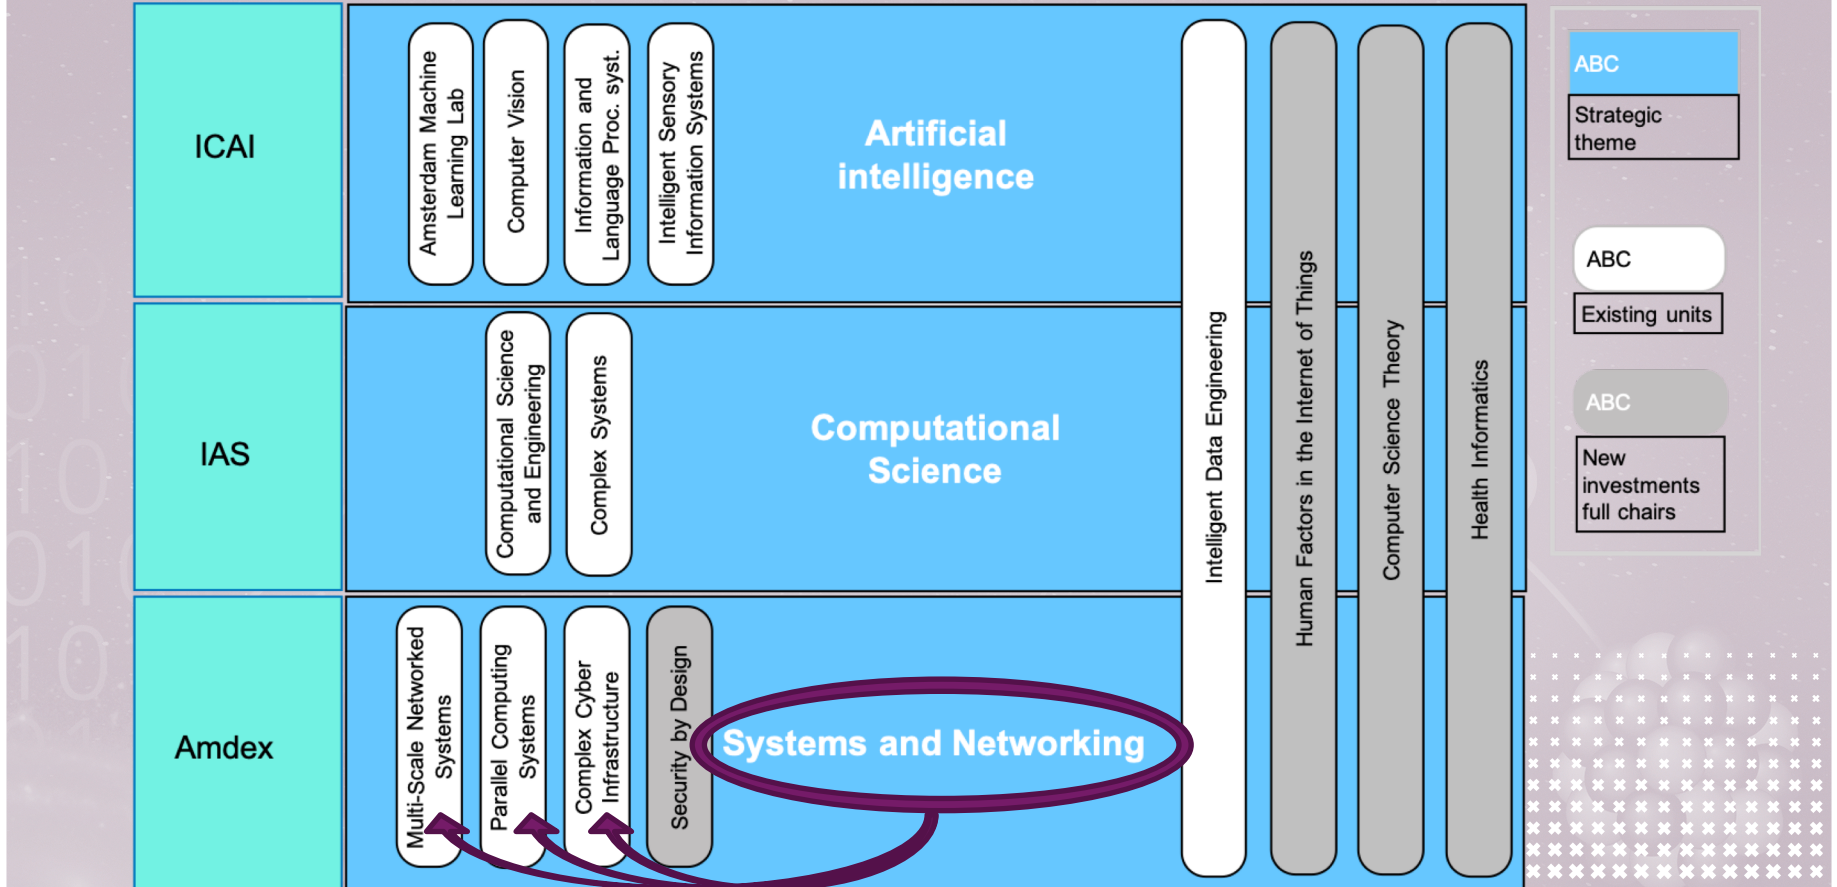 ICAI
Amsterdam Machine
Learning Lab
Computer Vision
Information and
Language Proc. syst.
Intelligent Sensory
Information Systems
Artificial
intelligence
IAS
Computational Science
and Engineering
Complex Systems
Computational
Science
Amdex
Multi-Scale Networked
Systems
Parallel Computing
Systems
Complex Cyber
Infrastructure
Security by Design
Systems and Networking
Intelligent Data Engineering
Human Factors in the Internet of Things
Computer Science Theory
Health Informatics
ABC
Strategic
theme
ABC
Existing units
ABC
New
investments
full chairs